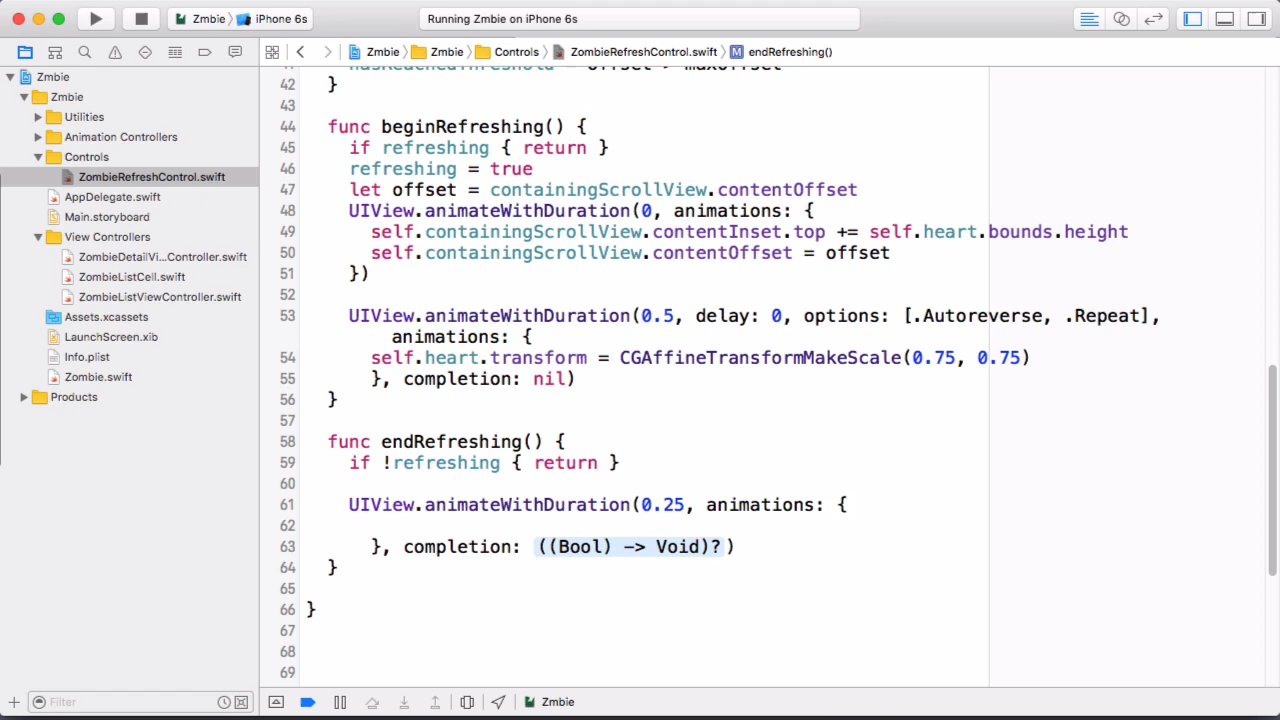 Zmbie
iPhone 6s
Running Zmbie on iPhone 6s
Zmbie
Zmbie
Controls
ZombieRefreshControl.swift
M
endRefreshing()
Zmbie
Zmbie
Utilities
Animation Controllers
Controls
ZombieRefreshControl.swift
AppDelegate.swift
Main.storyboard
View Controllers
ZombieDetailVi...Controller.swift
ZombieListCell.swift
ZombieListViewController.swift
Assets.xcassets
LaunchScreen.xib
Info.plist
Zombie.swift
Products
Filter
hasReachedThreshold = offset > maxOffset
42 }
43
44 func beginRefreshing() {
45 if refreshing { return }
46 refreshing = true
47 let offset = containingScrollView.contentOffset
48 UIView.animateWithDuration(0, animations: {
49 self.containingScrollView.contentInset.top += self.heart.bounds.height
50 self.containingScrollView.contentOffset = offset
51 })
52
53 UIView.animateWithDuration(0.5, delay: 0, options: [.Autoreverse, .Repeat],
animations: {
54 self.heart.transform = CGAffineTransformMakeScale(0.75, 0.75)
55 }, completion: nil)
56 }
57
58 func endRefreshing() {
59 if !refreshing { return }
60
61 UIView.animateWithDuration(0.25, animations: {
62
63 }, completion: ((Bool) -> Void)?)
64 }
65
66 }
67
68
69
Zmbie